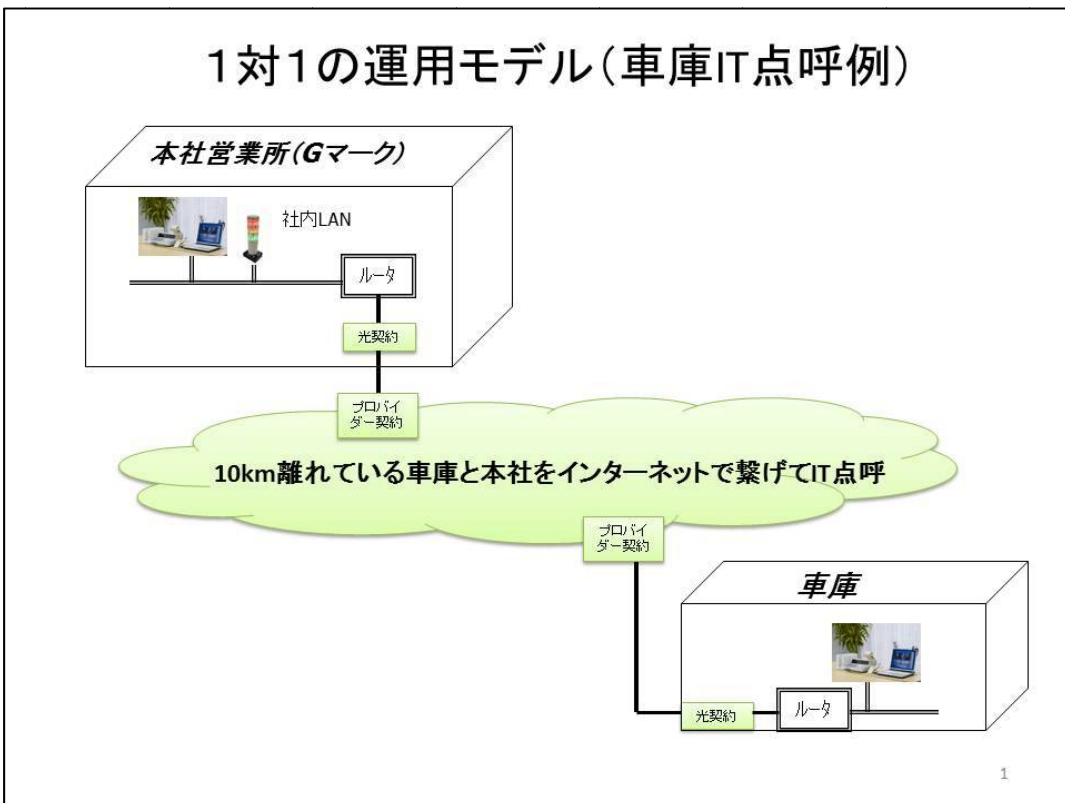 1対1の運用モデル(車庫IT点呼例)
本社営業所(Gマーク)
社内LAN
ルータ
光契約
プロバイ
ダー契約
10km離れている車庫と本社をインターネットで繋げてIT点呼
プロバイ
ダー契約
車庫
光契約
ルータ
1